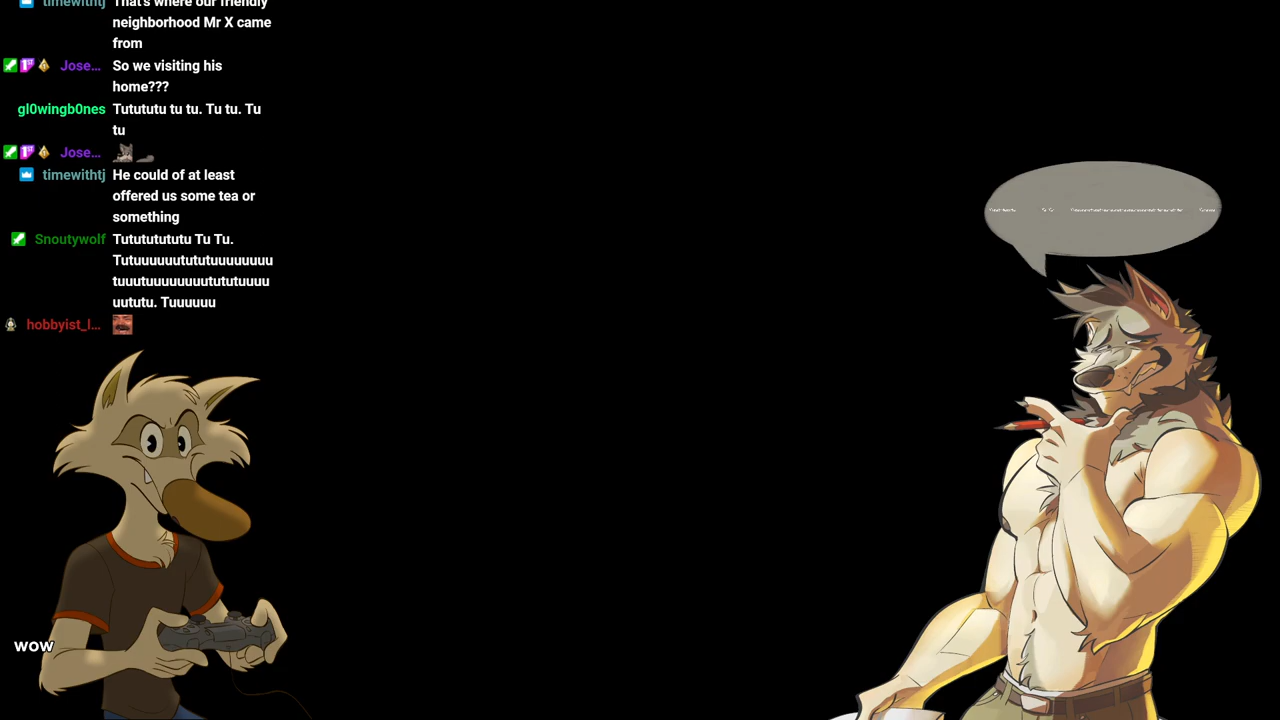 timewithtj That's where our friendly
neighborhood Mr X came
from
Jose... So we visiting his
home???
gl0wingb0nes Tutututu tu tu. Tu tu. Tu
tu
Jose...
timewithtj He could of at least
offered us some tea or
something
Snoutywolf Tutututututu Tu Tu.
Tutuuuuuutututuuuuuuuu
tuuutuuuuuuutututuuuu
uututu. Tuuuuuu
hobbyist_l...
wow